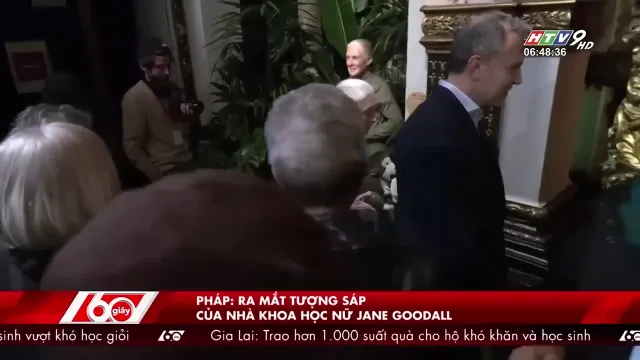 HTV9HD
06:48:36
PHÁP: RA MẮT TƯỢNG SÁP
CỦA NHÀ KHOA HỌC NỮ JANE GOODALL
60 giây
sinh vượt khó học giỏi 60 giây Gia Lai: Trao hơn 1.000 suất quà cho hộ khó khăn và học sinh